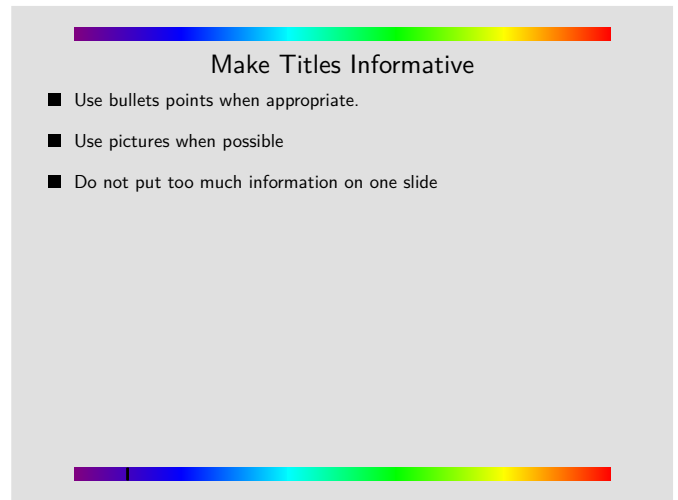 Make Titles Informative
Use bullets points when appropriate.
Use pictures when possible
Do not put too much information on one slide